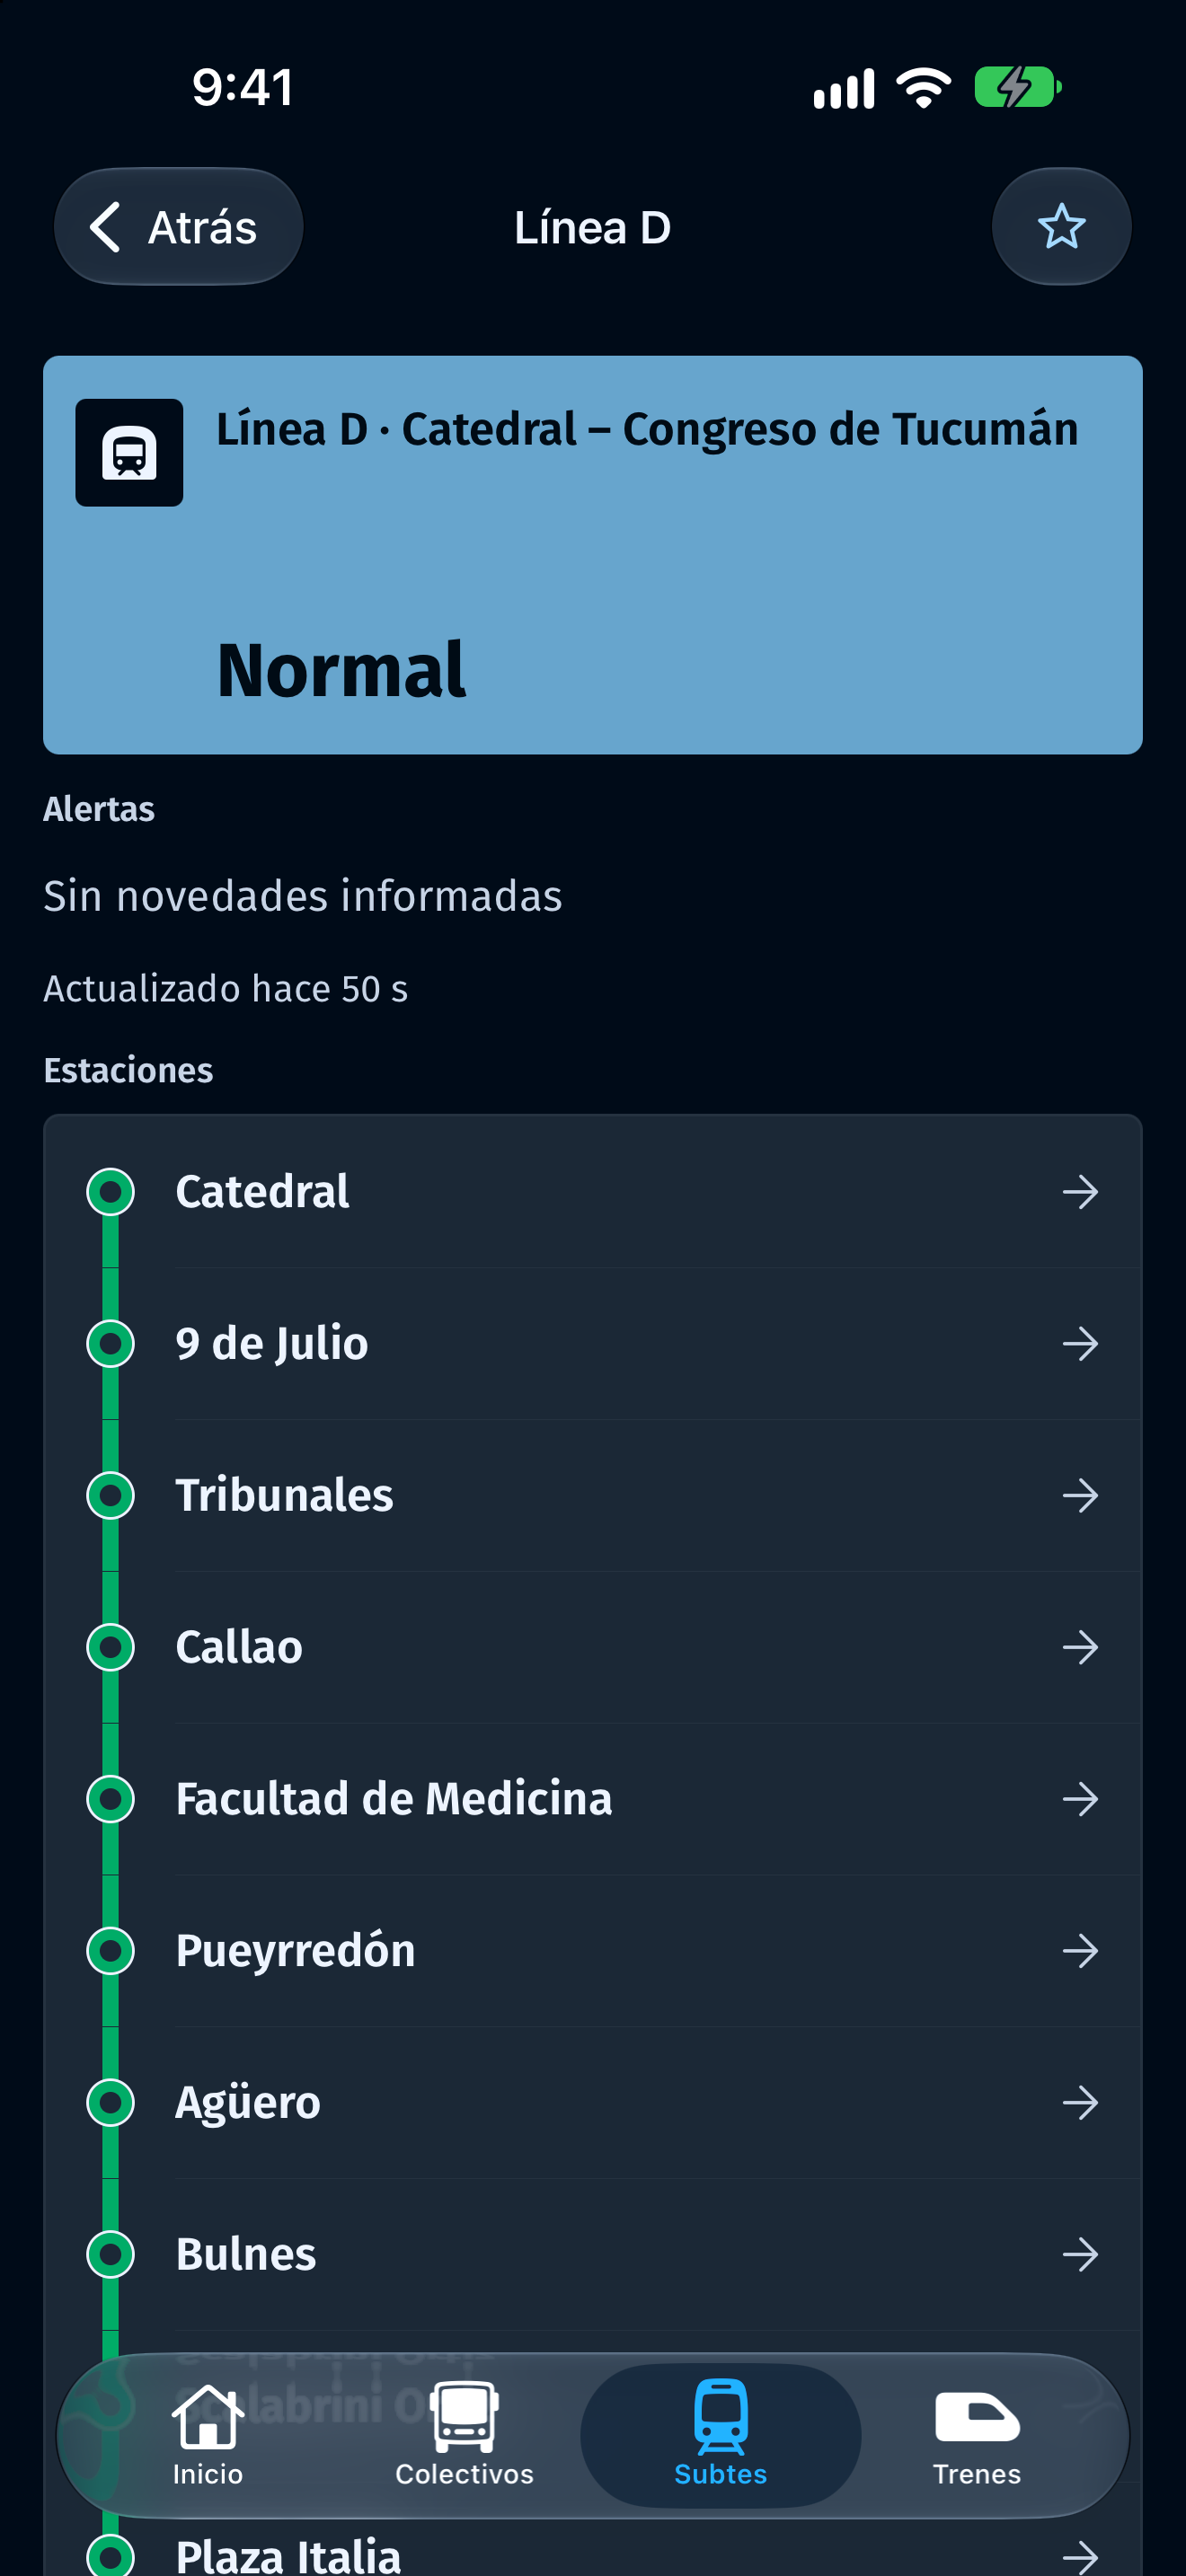 9:41
Atrás
Línea D
Línea D · Catedral – Congreso de Tucumán
Normal
Alertas
Sin novedades informadas
Actualizado hace 50 s
Estaciones
Catedral
9 de Julio
Tribunales
Callao
Facultad de Medicina
Pueyrredón
Agüero
Bulnes
Scalabrini
Inicio
Colectivos
Subtes
Trenes
Plaza Italia